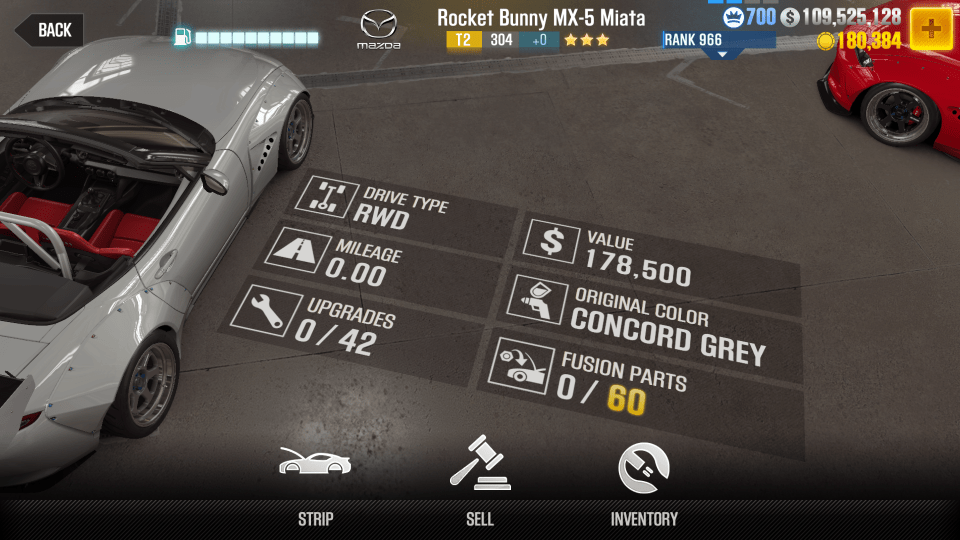 BACK
mazda
Rocket Bunny MX-5 Miata
T2 304 +0
700
109,525,128
RANK 966
180,384
DRIVE TYPE
RWD
MILEAGE
0.00
UPGRADES
0 / 42
VALUE
178,500
ORIGINAL COLOR
CONCORD GREY
FUSION PARTS
0 / 60
STRIP
SELL
INVENTORY